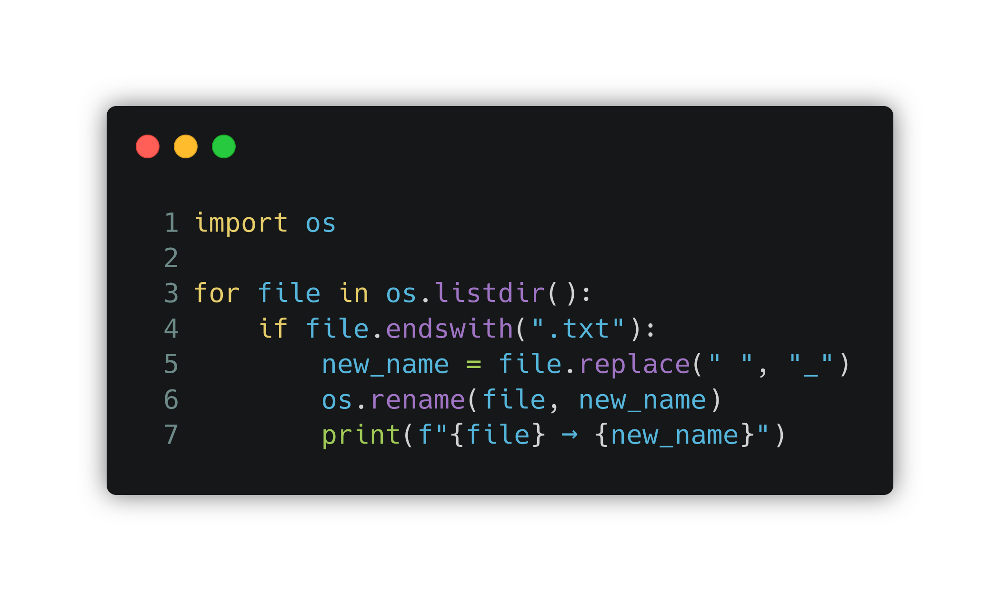 1 import os
2
3 for file in os.listdir():
4     if file.endswith(".txt"):
5         new_name = file.replace(" ", "_")
6         os.rename(file, new_name)
7         print(f"{file} → {new_name}")